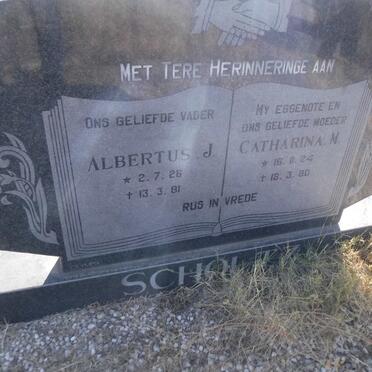 MET TERE HERINNERINGE AAN
ONS GELIEFDE VADER
ALBERTUS J.
* 2.7.26
† 13.3.81
MY EGGENOTE EN
ONS GELIEFDE MOEDER
CATHARINA M.
† 18.3.80
RUS IN VREDE